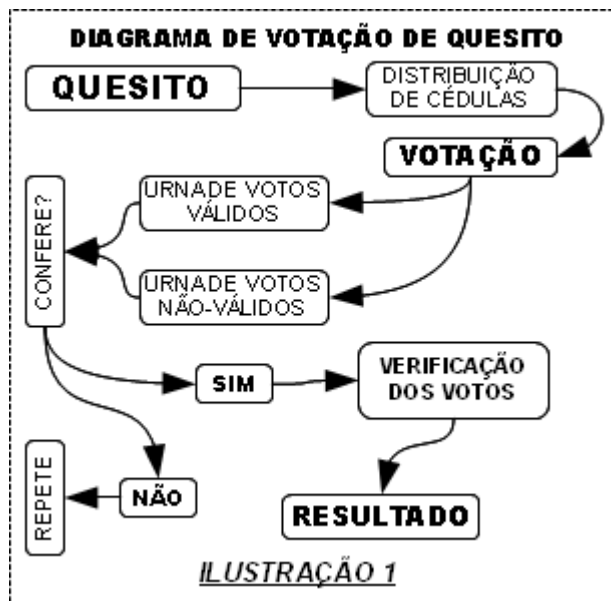 DIAGRAMA DE VOTAÇÃO DE QUESITO
QUESITO
DISTRIBUIÇÃO
DE CÉDULAS
VOTAÇÃO
URNADE VOTOS
VÁLIDOS
URNADE VOTOS
NÃO-VÁLIDOS
CONFERE?
SIM
VERIFICAÇÃO
DOS VOTOS
NÃO
REPETE
RESULTADO
ILUSTRAÇÃO 1